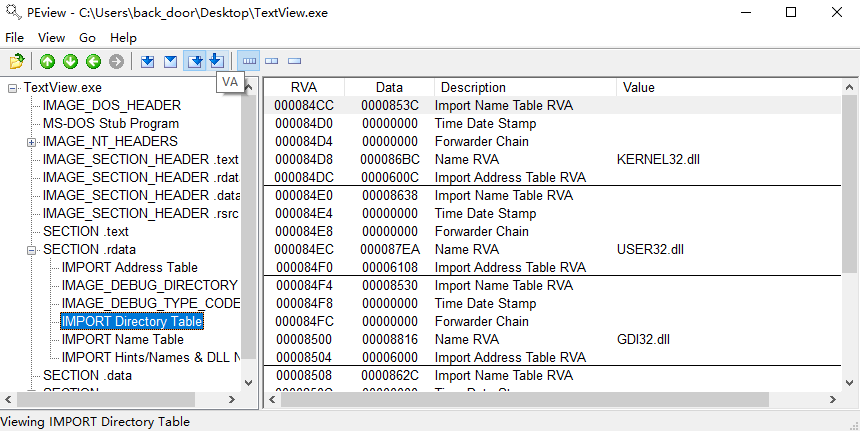 PEview - C:\Users\back_door\Desktop\TextView.exe
File View Go Help
VA
TextView.exe
IMAGE_DOS_HEADER
MS-DOS Stub Program
IMAGE_NT_HEADERS
IMAGE_SECTION_HEADER .text
IMAGE_SECTION_HEADER .rdat
IMAGE_SECTION_HEADER .data
IMAGE_SECTION_HEADER .rsrc
SECTION .text
SECTION .rdata
IMPORT Address Table
IMAGE_DEBUG_DIRECTORY
IMAGE_DEBUG_TYPE_CODE
IMPORT Directory Table
IMPORT Name Table
IMPORT Hints/Names & DLL N
SECTION .data
RVA Data Description Value
000084CC 0000853C Import Name Table RVA
000084D0 00000000 Time Date Stamp
000084D4 00000000 Forwarder Chain
000084D8 000086BC Name RVA KERNEL32.dll
000084DC 0000600C Import Address Table RVA
000084E0 00008638 Import Name Table RVA
000084E4 00000000 Time Date Stamp
000084E8 00000000 Forwarder Chain
000084EC 000087EA Name RVA USER32.dll
000084F0 00006108 Import Address Table RVA
000084F4 00008530 Import Name Table RVA
000084F8 00000000 Time Date Stamp
000084FC 00000000 Forwarder Chain
00008500 00008816 Name RVA GDI32.dll
00008504 00006000 Import Address Table RVA
00008508 0000862C Import Name Table RVA
0000850C 00000000 Time Date Stamp
Viewing IMPORT Directory Table